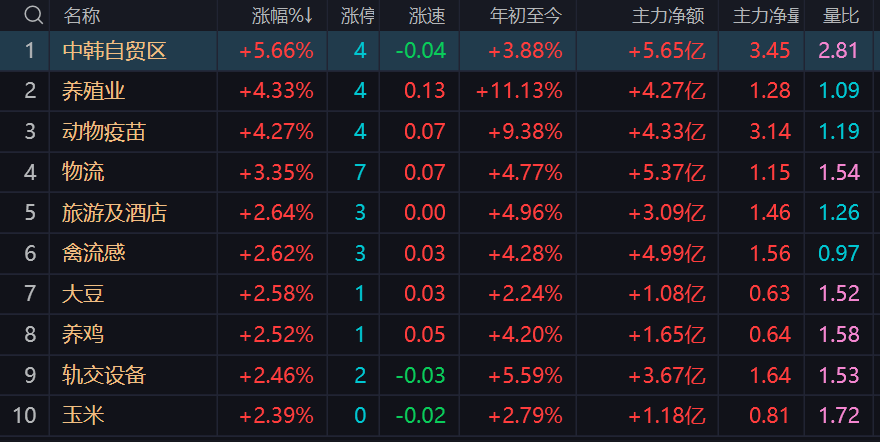 名称 涨幅%↓ 涨停 涨速 年初至今 主力净额 主力净量 量比
1 中韩自贸区 +5.66% 4 -0.04 +3.88% +5.65亿 3.45 2.81
2 养殖业 +4.33% 4 0.13 +11.13% +4.27亿 1.28 1.09
3 动物疫苗 +4.27% 4 0.07 +9.38% +4.33亿 3.14 1.19
4 物流 +3.35% 7 0.07 +4.77% +5.37亿 1.15 1.54
5 旅游及酒店 +2.64% 3 0.00 +4.96% +3.09亿 1.46 1.26
6 禽流感 +2.62% 3 0.03 +4.28% +4.99亿 1.56 0.97
7 大豆 +2.58% 1 0.03 +2.24% +1.08亿 0.63 1.52
8 养鸡 +2.52% 1 0.05 +4.20% +1.65亿 0.64 1.58
9 轨交设备 +2.46% 2 -0.03 +5.59% +3.67亿 1.64 1.53
10 玉米 +2.39% 0 -0.02 +2.79% +1.18亿 0.81 1.72